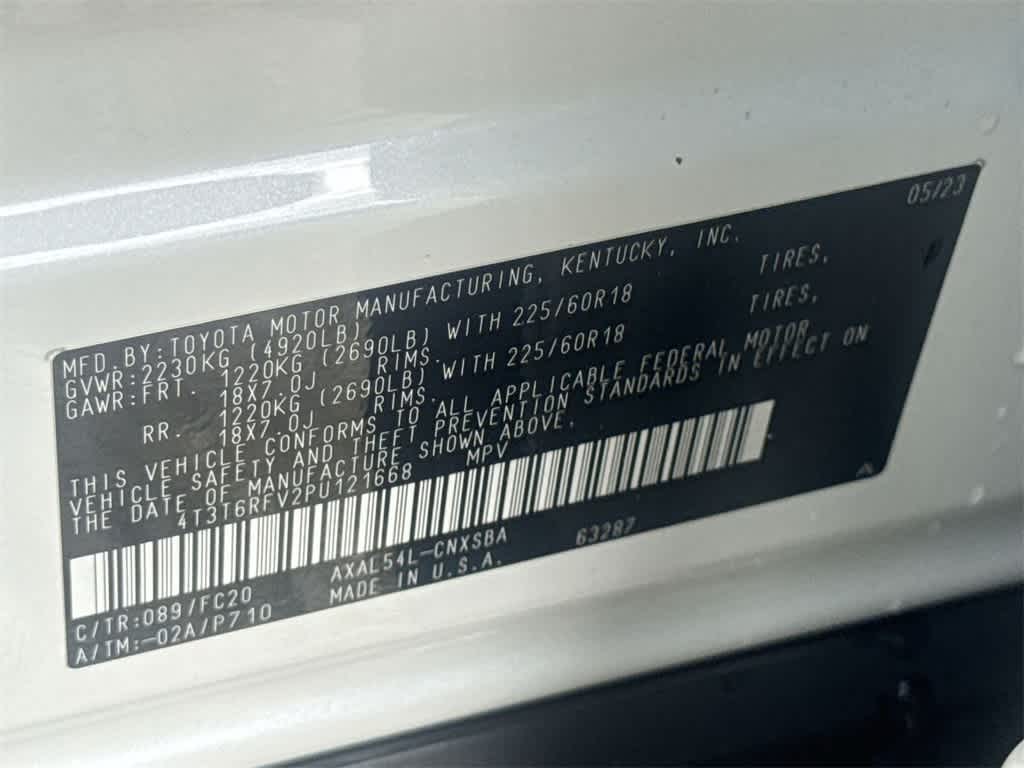 05/23
MFD. BY: TOYOTA MOTOR MANUFACTURING, KENTUCKY, INC.
GVWR: 2230KG (4920LB)
GAWR: FRT. 1220KG (2690LB) WITH 225/60R18 TIRES,
18X7.0J RIMS.
RR. 1220KG (2690LB) WITH 225/60R18 TIRES,
18X7.0J RIMS.
THIS VEHICLE CONFORMS TO ALL APPLICABLE FEDERAL MOTOR
VEHICLE SAFETY AND THEFT PREVENTION STANDARDS IN EFFECT ON
THE DATE OF MANUFACTURE SHOWN ABOVE.
4T3T6RFV2PU121668 MPV
C/TR: 089/FC20 AXAL54L-CNXSBA 63287
A/TM: -02A/P710 MADE IN U.S.A.